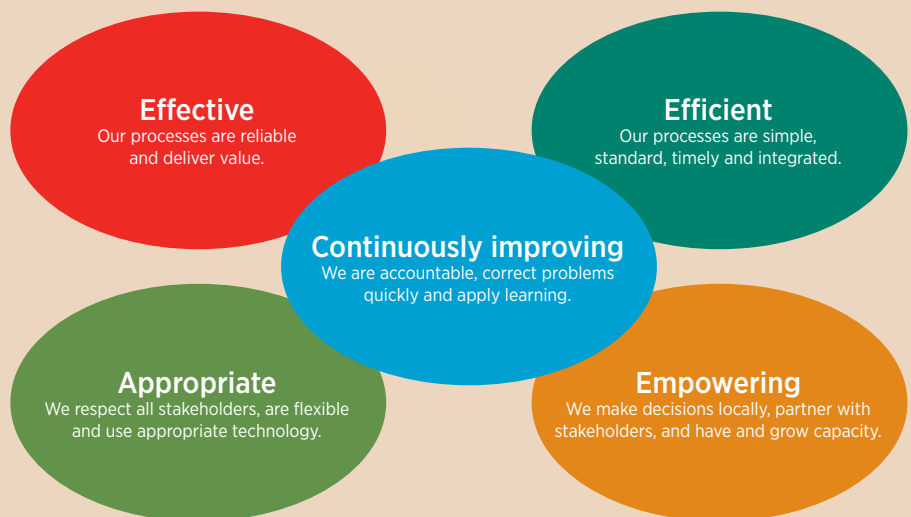 Effective
Our processes are reliable
and deliver value.
Efficient
Our processes are simple,
standard, timely and integrated.
Continuously improving
We are accountable, correct problems
quickly and apply learning.
Appropriate
We respect all stakeholders, are flexible
and use appropriate technology.
Empowering
We make decisions locally, partner with
stakeholders, and have and grow capacity.